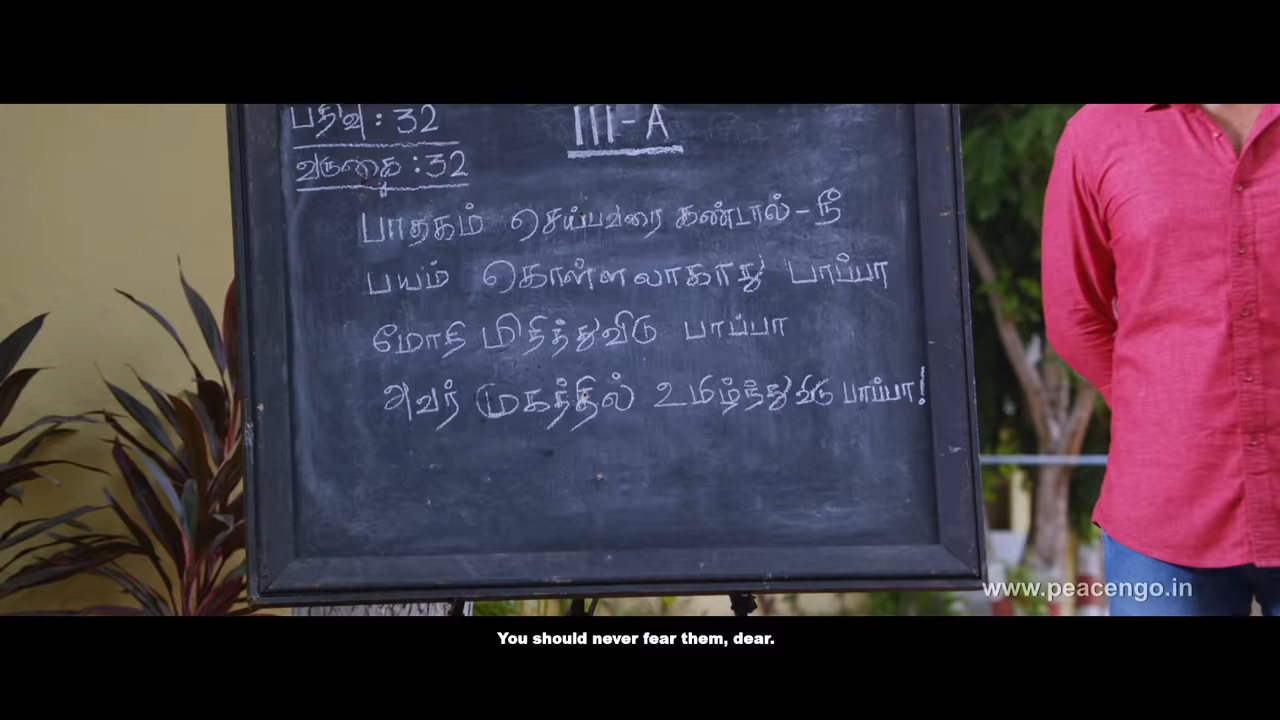 பதிவு : 32
III-A
வருகை : 32
பாதகம் செய்பவரை கண்டால் - நீ
பயம் கொள்ளலாகாது பாப்பா
மோதி மிதித்துவிடு பாப்பா
அவர் முகத்தில் உமிழ்ந்துவிடு பாப்பா!
www.peacengo.in
You should never fear them, dear.